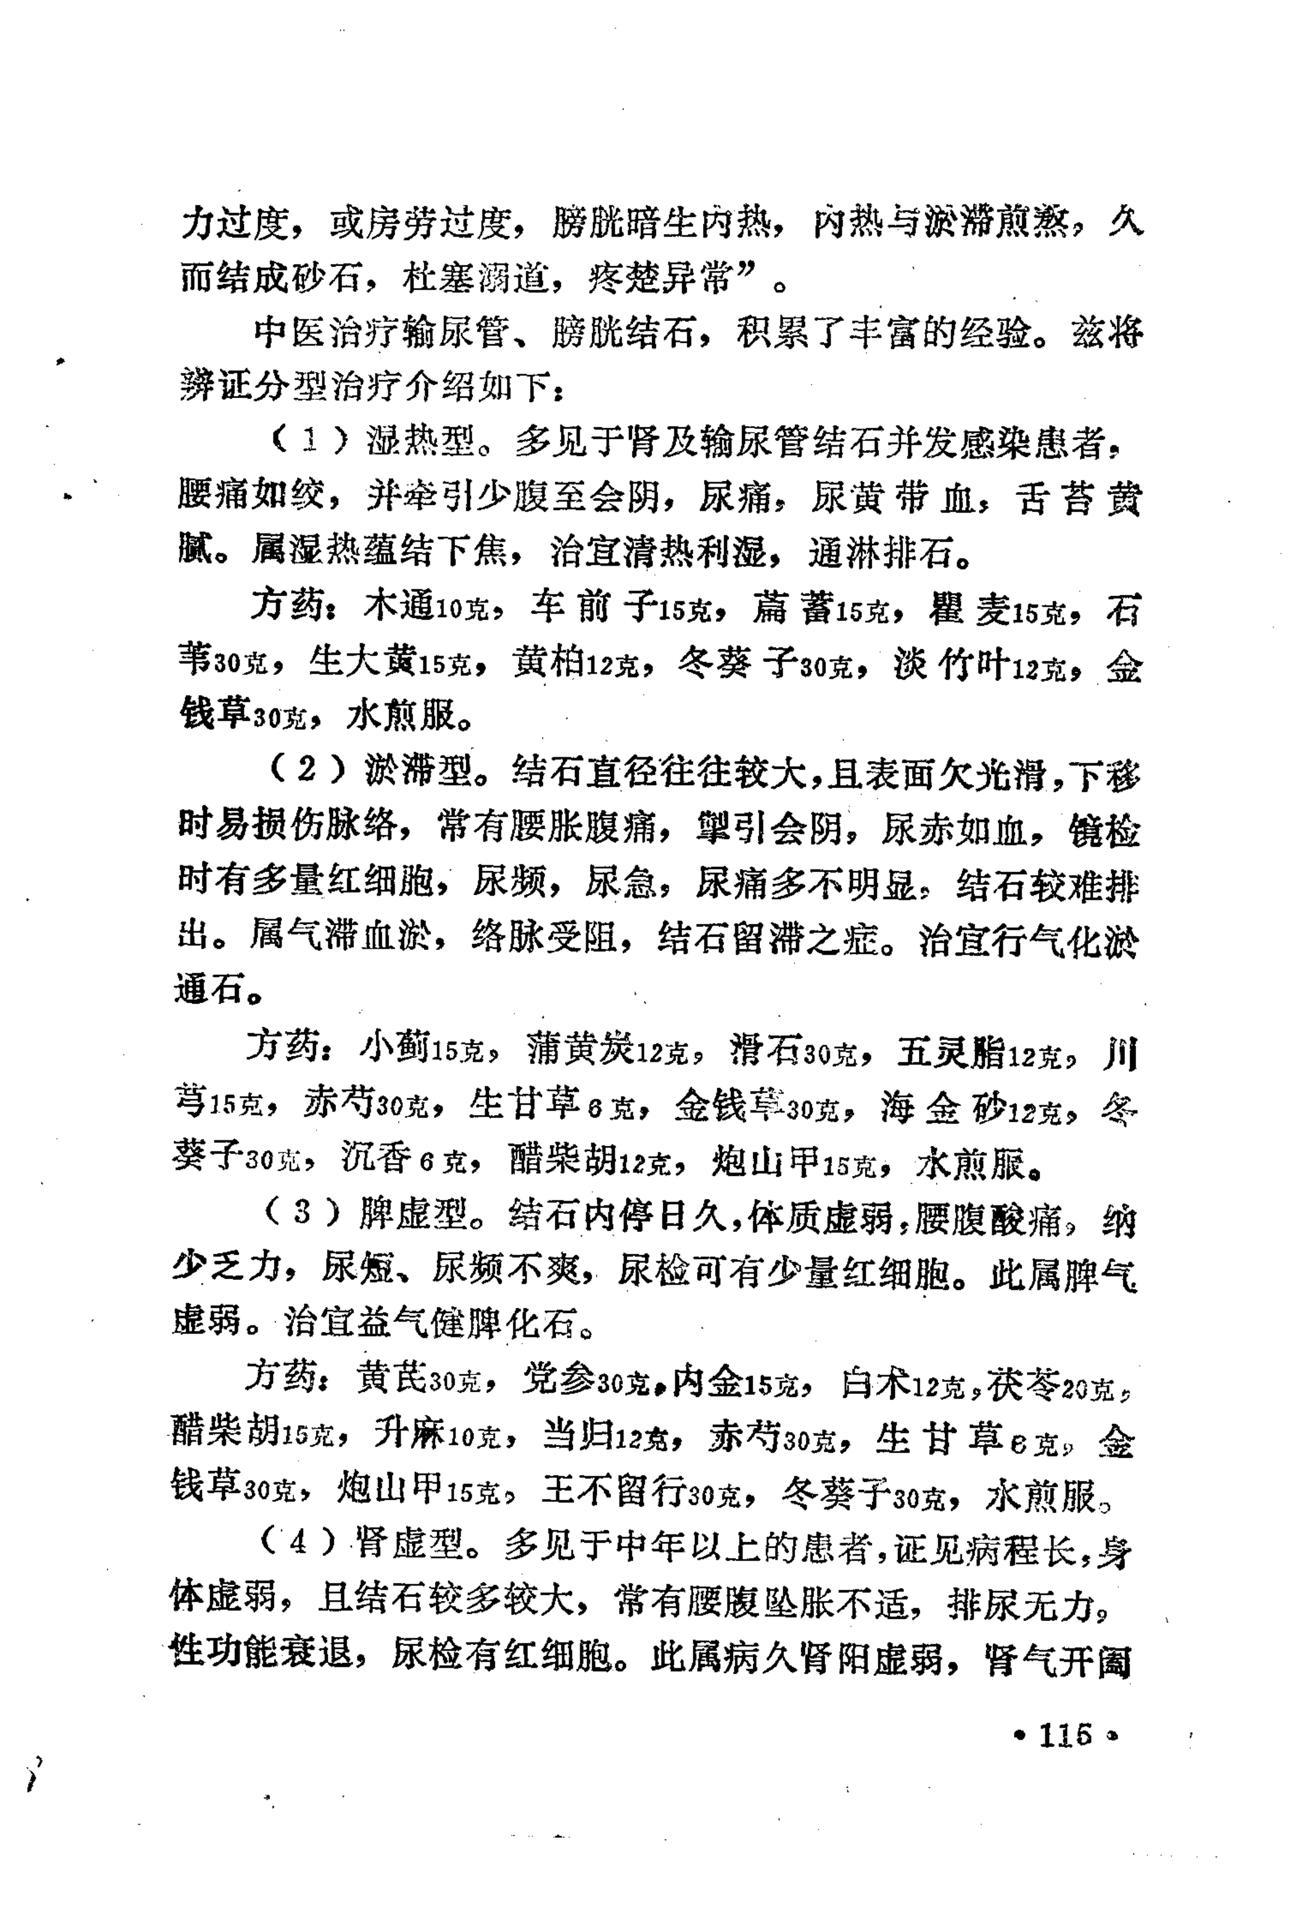 力过度，或房劳过度，膀胱暗生内热，内热与淤滞煎熬，久
而结成砂石，杜塞溺道，疼楚异常”。
中医治疗输尿管、膀胱结石，积累了丰富的经验。兹将
辨证分型治疗介绍如下：
（1）湿热型。多见于肾及输尿管结石并发感染患者，
腰痛如绞，并牵引少腹至会阴，尿痛，尿黄带血，舌苔黄
腻。属湿热蕴结下焦，治宜清热利湿，通淋排石。
方药：木通10克，车前子15克，萹蓄15克，瞿麦15克，石
苇30克，生大黄15克，黄柏12克，冬葵子30克，淡竹叶12克，金
钱草30克，水煎服。
（2）淤滞型。结石直径往往较大，且表面欠光滑，下移
时易损伤脉络，常有腰胀腹痛，掣引会阴，尿赤如血，镜检
时有多量红细胞，尿频，尿急，尿痛多不明显，结石较难排
出。属气滞血淤，络脉受阻，结石留滞之症。治宜行气化淤
通石。
方药：小蓟15克，蒲黄炭12克，滑石30克，五灵脂12克，川
芎15克，赤芍30克，生甘草6克，金钱草30克，海金砂12克，冬
葵子30克，沉香6克，醋柴胡12克，炮山甲15克，水煎服。
（3）脾虚型。结石内停日久，体质虚弱，腰腹酸痛，纳
少乏力，尿短、尿频不爽，尿检可有少量红细胞。此属脾气
虚弱。治宜益气健脾化石。
方药：黄芪30克，党参30克，内金15克，白术12克，茯苓20克，
醋柴胡15克，升麻10克，当归12克，赤芍30克，生甘草6克，金
钱草30克，炮山甲15克，王不留行30克，冬葵子30克，水煎服。
（4）肾虚型。多见于中年以上的患者，证见病程长，身
体虚弱，且结石较多较大，常有腰腹坠胀不适，排尿无力，
性功能衰退，尿检有红细胞。此属病久肾阳虚弱，肾气开阖
•115•